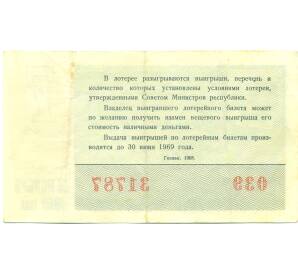 В лотерее разыгрываются выигрыши, перечень и
количество которых установлены условиями лотереи,
утвержденными Советом Министров республики.
Владелец выигравшего лотерейного билета может
по желанию получить взамен вещевого выигрыша его
стоимость наличными деньгами.
Выдача выигрышей по лотерейным билетам произ-
водится до 30 июня 1969 года.
Гознак. 1968.
039 31787